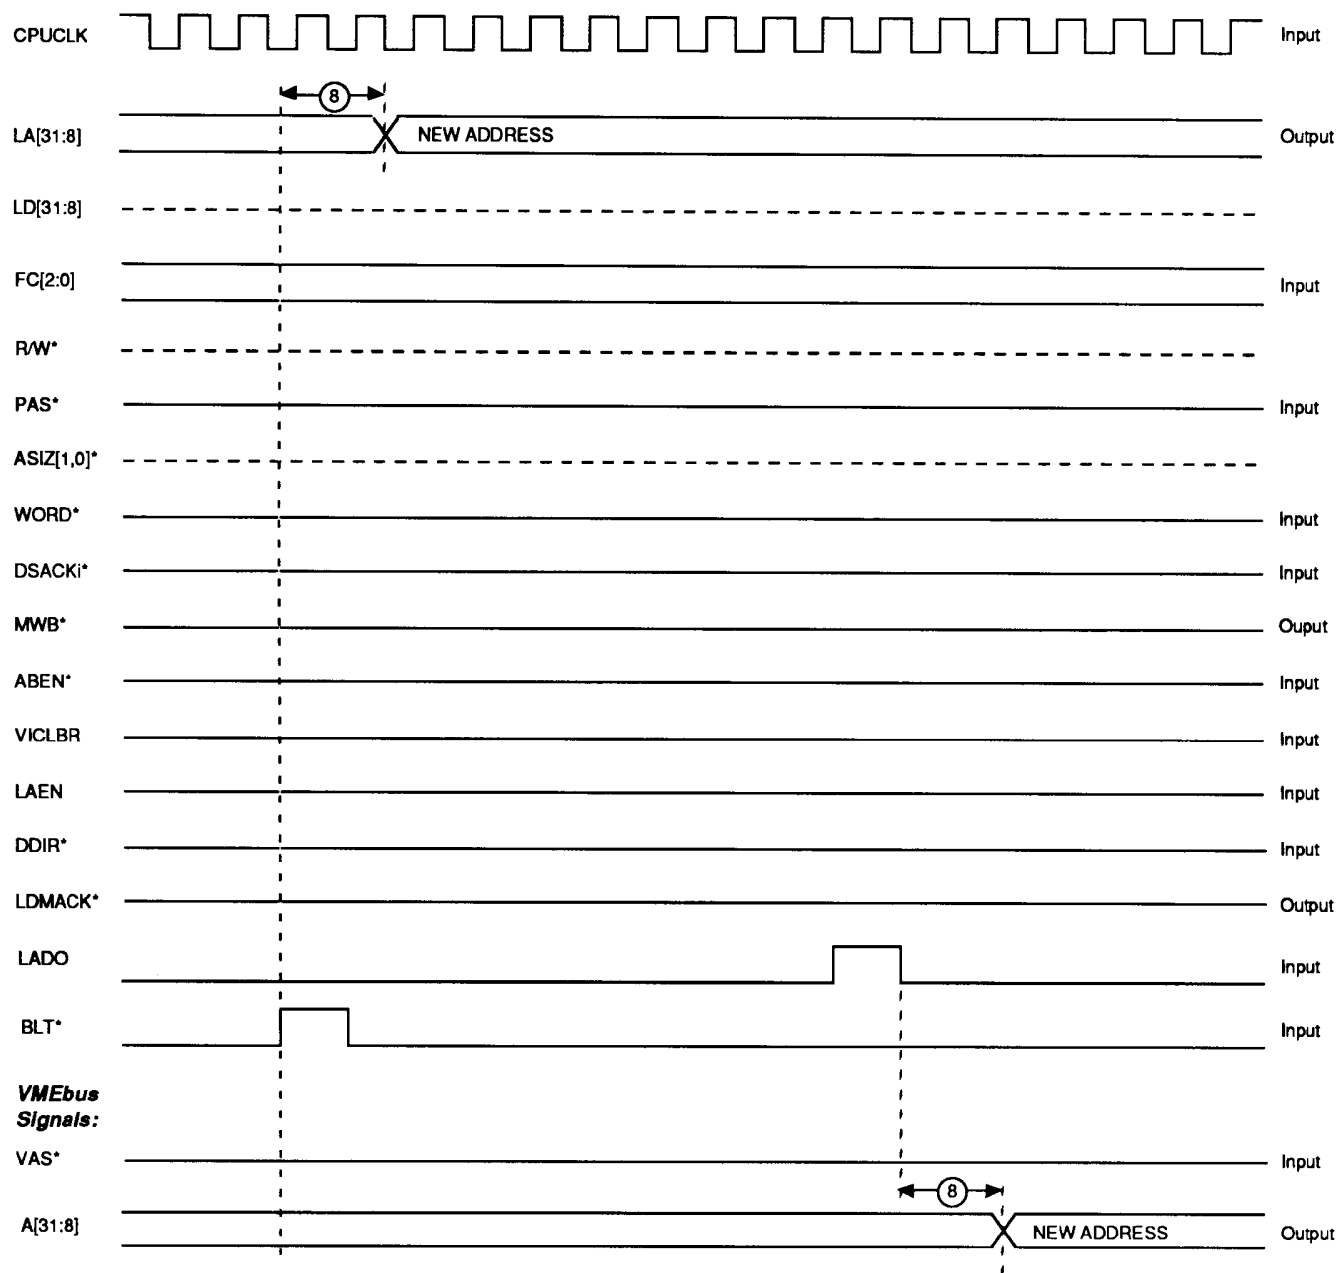 CPUCLK Input
8
LA[31:8] NEW ADDRESS Output
LD[31:8]
FC[2:0] Input
R/W*
PAS* Input
ASIZ[1,0]*
WORD* Input
DSACKi* Input
MWB* Ouput
ABEN* Input
VICLBR Input
LAEN Input
DDIR* Input
LDMACK* Output
LADO Input
BLT* Input
VMEbus
Signals:
VAS* Input
8
A[31:8] NEW ADDRESS Output